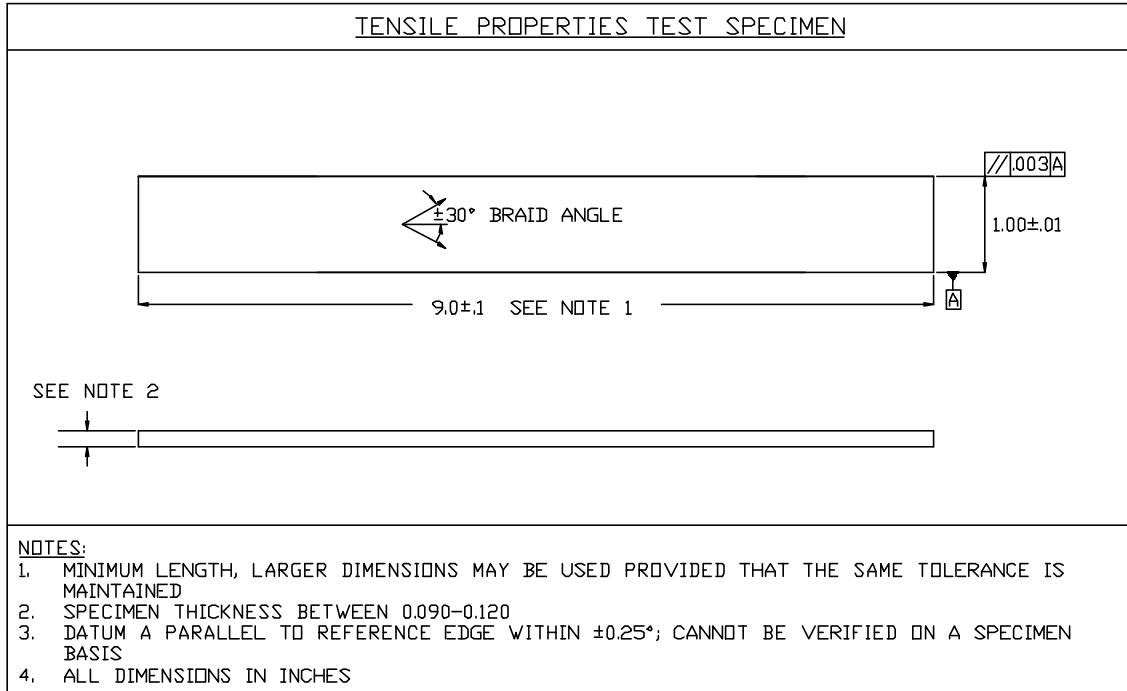 TENSILE PROPERTIES TEST SPECIMEN
// .003 A
±30° BRAID ANGLE
1.00±.01
9.0±.1 SEE NOTE 1
A
SEE NOTE 2
NOTES:
1. MINIMUM LENGTH, LARGER DIMENSIONS MAY BE USED PROVIDED THAT THE SAME TOLERANCE IS
MAINTAINED
2. SPECIMEN THICKNESS BETWEEN 0.090-0.120
3. DATUM A PARALLEL TO REFERENCE EDGE WITHIN ±0.25°; CANNOT BE VERIFIED ON A SPECIMEN
BASIS
4. ALL DIMENSIONS IN INCHES